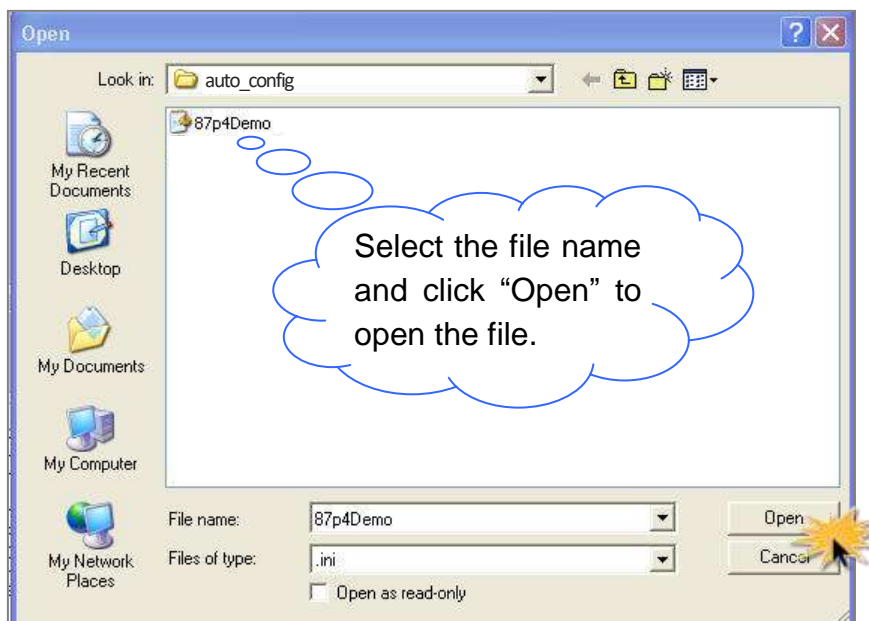 Open
Look in: auto_config
87p4Demo
My Recent
Documents
Desktop
My Documents
My Computer
My Network
Places
Select the file name
and click “Open” to
open the file.
File name: 87p4Demo Open
Files of type: .ini Cancel
Open as read-only